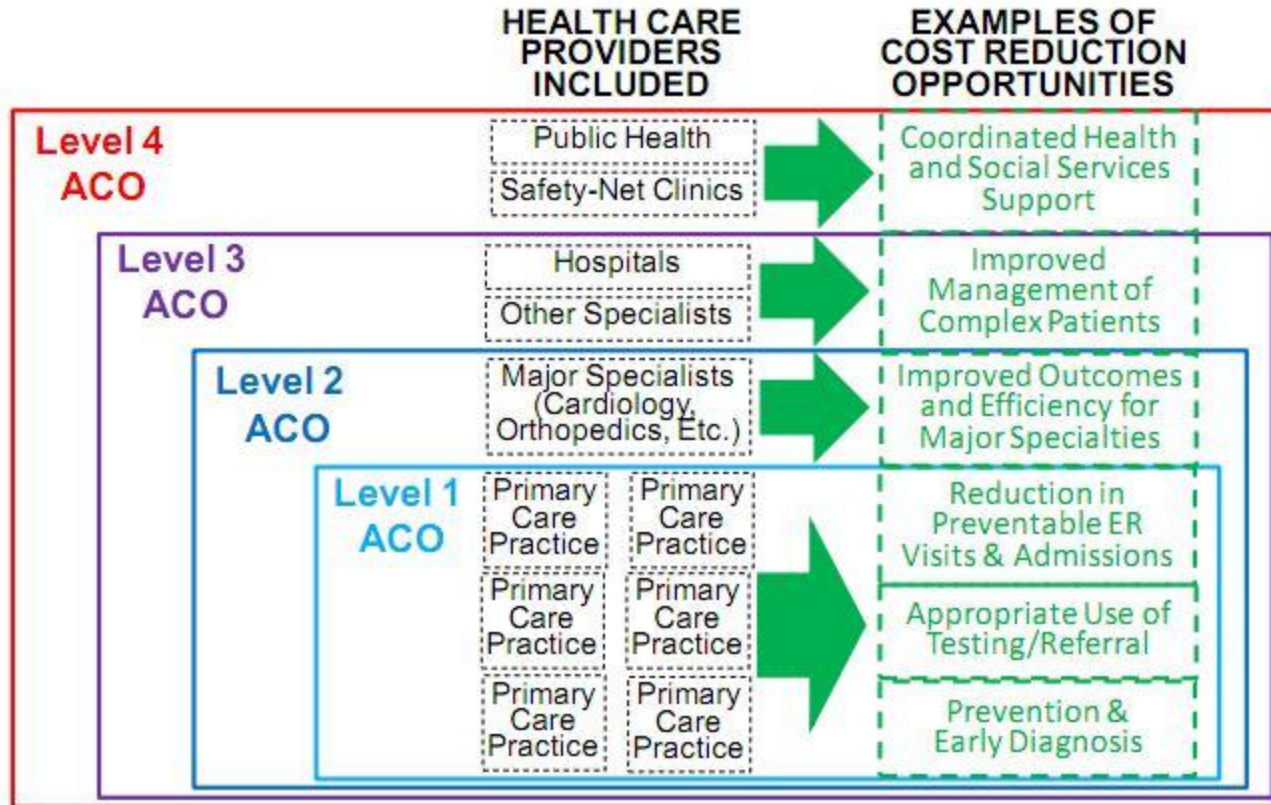 HEALTH CARE
PROVIDERS
INCLUDED
EXAMPLES OF
COST REDUCTION
OPPORTUNITIES
Level 4
ACO
Public Health
Safety-Net Clinics
Coordinated Health
and Social Services
Support
Level 3
ACO
Hospitals
Other Specialists
Improved
Management of
Complex Patients
Level 2
ACO
Major Specialists
(Cardiology,
Orthopedics, Etc.)
Improved Outcomes
and Efficiency for
Major Specialties
Level 1
ACO
Primary
Care
Practice
Primary
Care
Practice
Primary
Care
Practice
Primary
Care
Practice
Primary
Care
Practice
Primary
Care
Practice
Reduction in
Preventable ER
Visits & Admissions
Appropriate Use of
Testing/Referral
Prevention &
Early Diagnosis